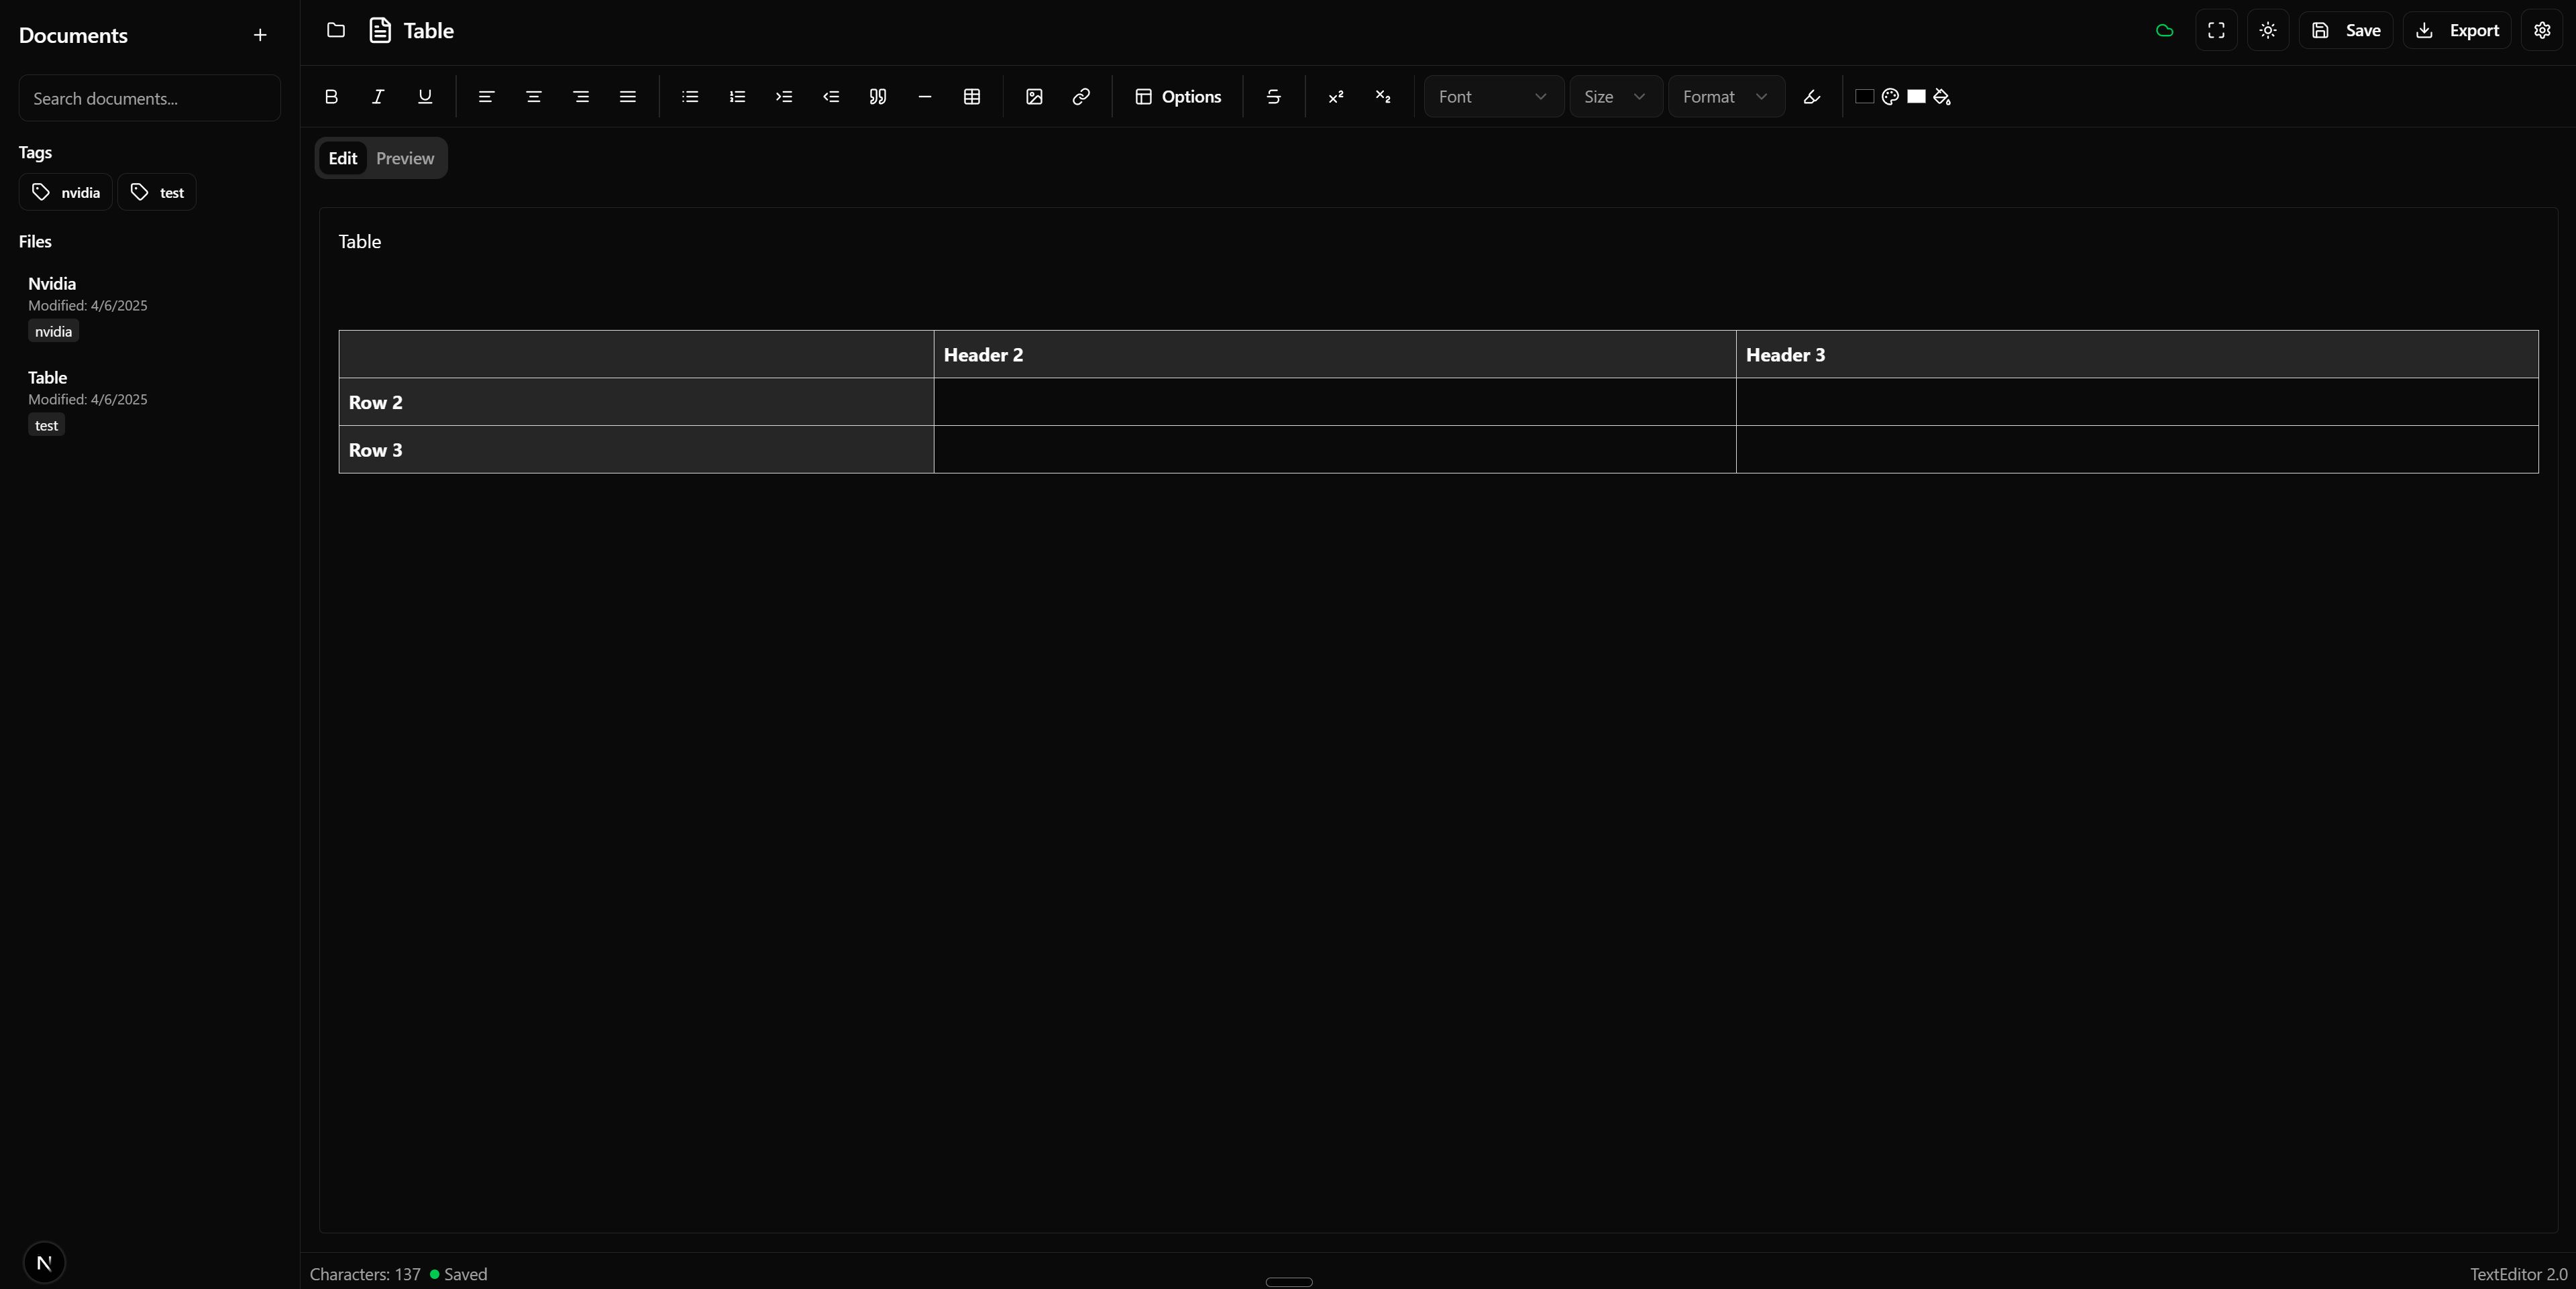 Documents
Search documents...
Tags
nvidia test
Files
Nvidia
Modified: 4/6/2025
nvidia
Table
Modified: 4/6/2025
test
N
Table
Save Export
Options Font Size Format
Edit Preview
Table
Header 2 Header 3
Row 2
Row 3
Characters: 137 Saved
TextEditor 2.0